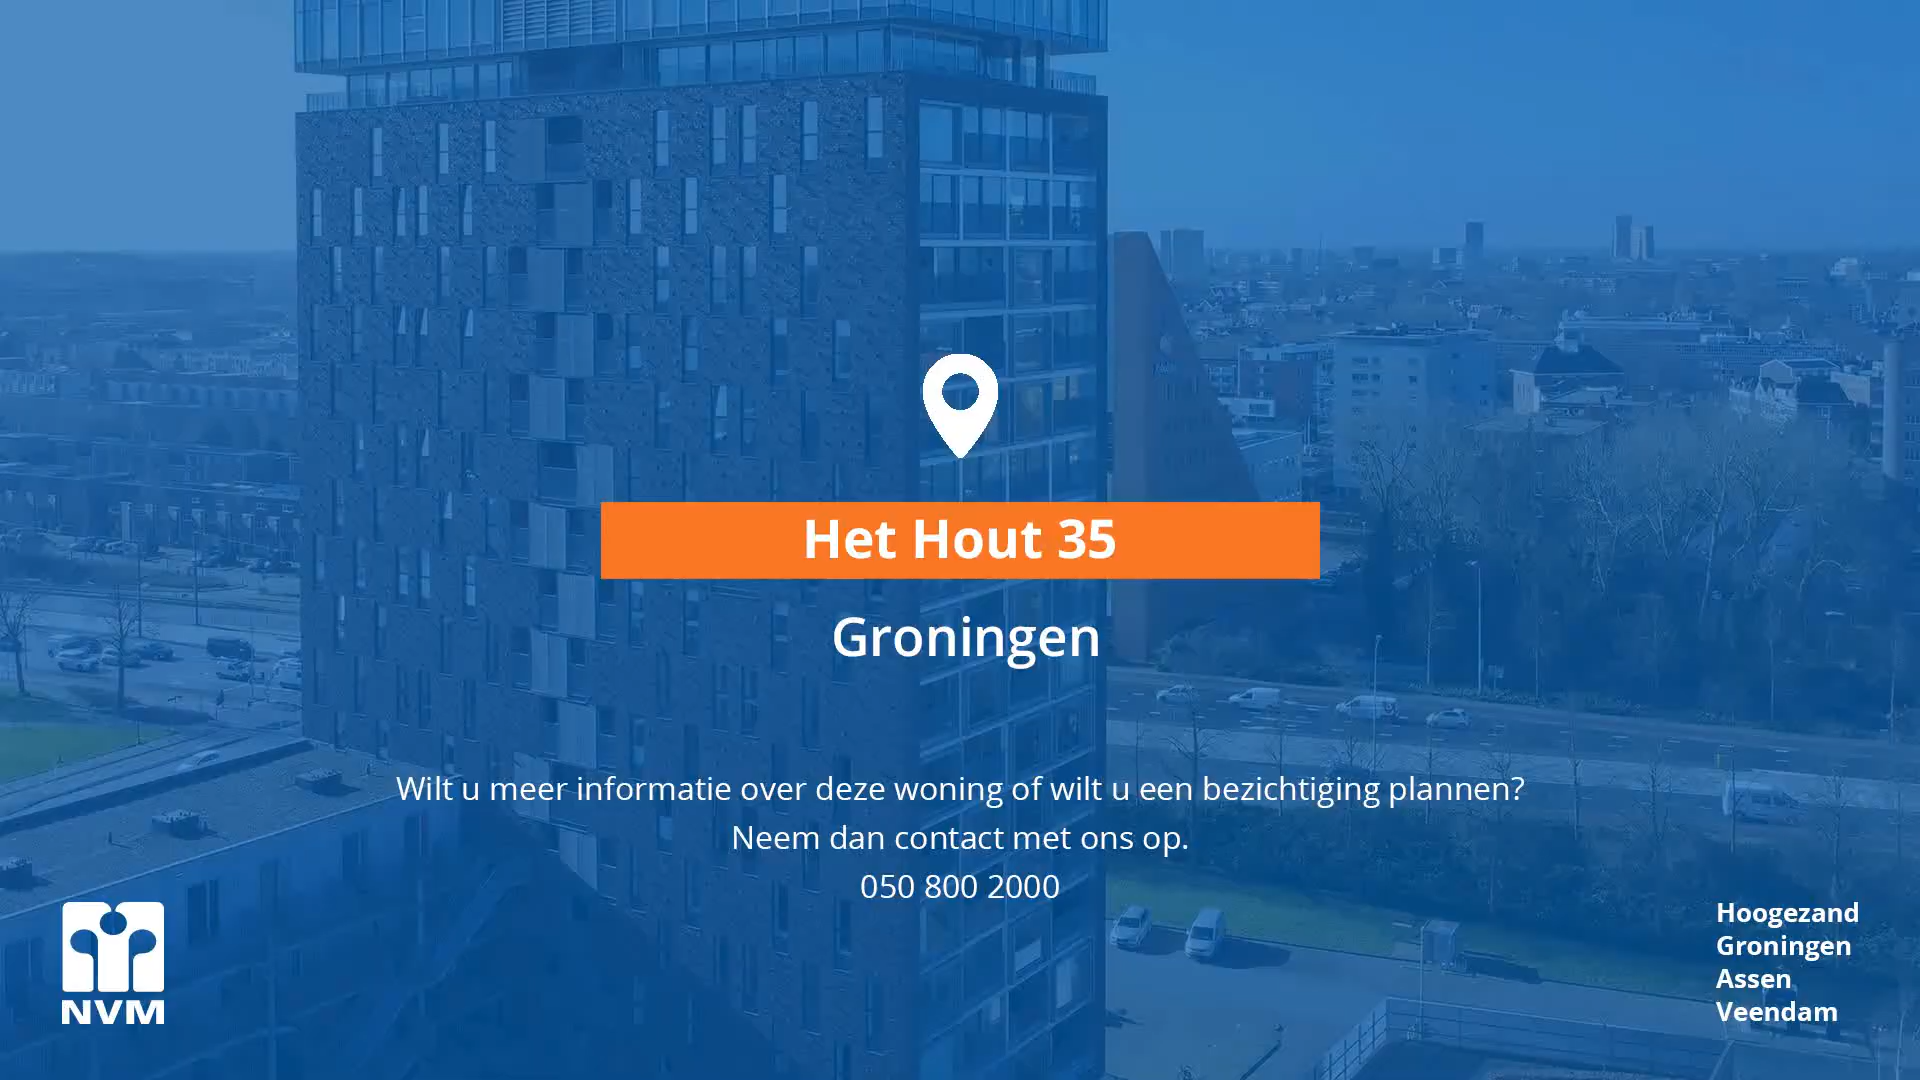 Het Hout 35
Groningen
Wilt u meer informatie over deze woning of wilt u een bezichtiging plannen?
Neem dan contact met ons op.
050 800 2000
NVM
Hoogezand
Groningen
Assen
Veendam